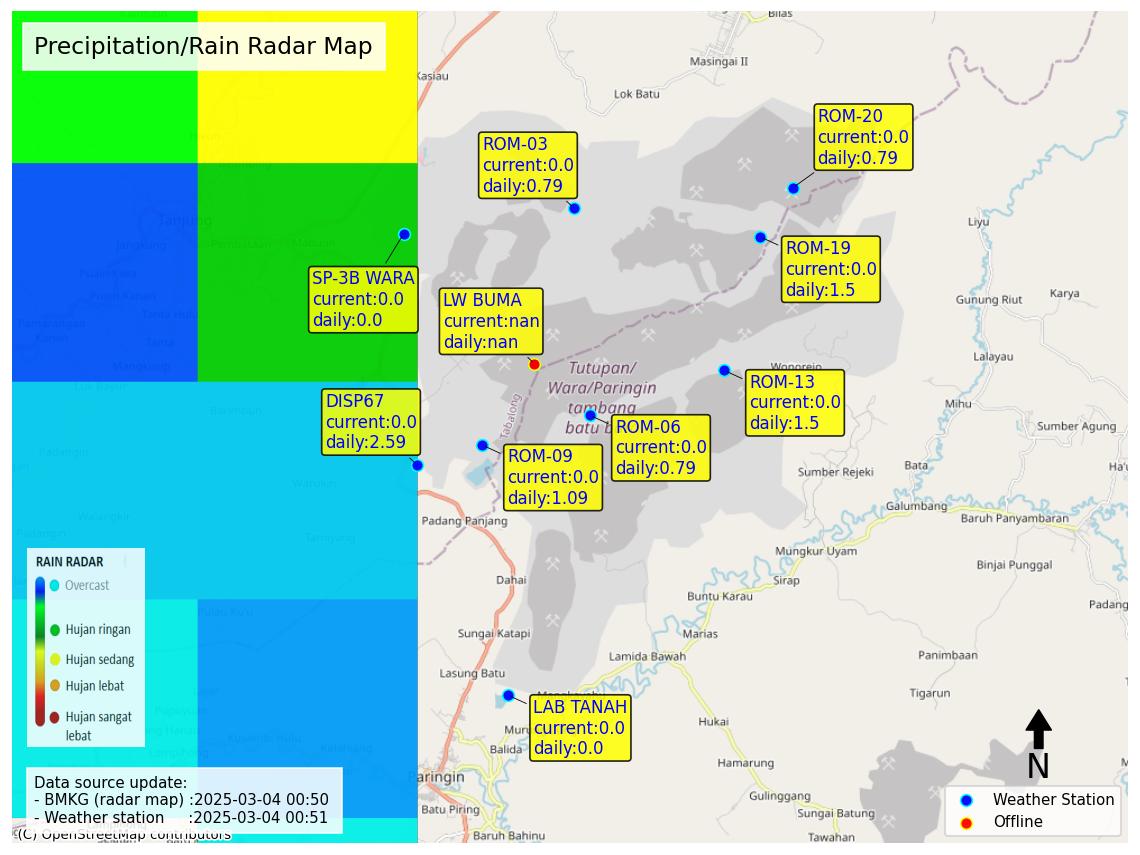 Precipitation/Rain Radar Map
Bilas
Masingai II
Kasiau
Lok Batu
ROM-20
current:0.0
daily:0.79
ROM-03
current:0.0
daily:0.79
Tanjung
Liyu
ROM-19
current:0.0
daily:1.5
SP-3B WARA
current:0.0
daily:0.0
LW BUMA
current:nan
daily:nan
Gunung Riut
Karya
Lalayau
Tutupan/
Wara/Paringin
tambang
batu b
Wonorejo
ROM-13
current:0.0
daily:1.5
Mihu
DISP67
current:0.0
daily:2.59
Tabalong
ROM-06
current:0.0
daily:0.79
Sumber Agung
ROM-09
current:0.0
daily:1.09
Sumber Rejeki
Bata
Ha'u
Galumbang
Baruh Panyambaran
Padang Panjang
Mungkur Uyam
Binjai Punggal
Dahai
Sirap
Buntu Karau
Padang
Sungai Katapi
Marias
Lamida Bawah
Panimbaan
Lasung Batu
Tigarun
RAIN RADAR
Overcast
Hujan ringan
Hujan sedang
Hujan lebat
Hujan sangat
lebat
LAB TANAH
current:0.0
daily:0.0
Muru
Balida
Hukai
Hamarung
N
Paringin
Batu Piring
Gulinggang
Sungai Batung
Baruh Bahinu
Tawahan
Data source update:
- BMKG (radar map) :2025-03-04 00:50
- Weather station :2025-03-04 00:51
(C) OpenStreetMap contributors
Weather Station
Offline